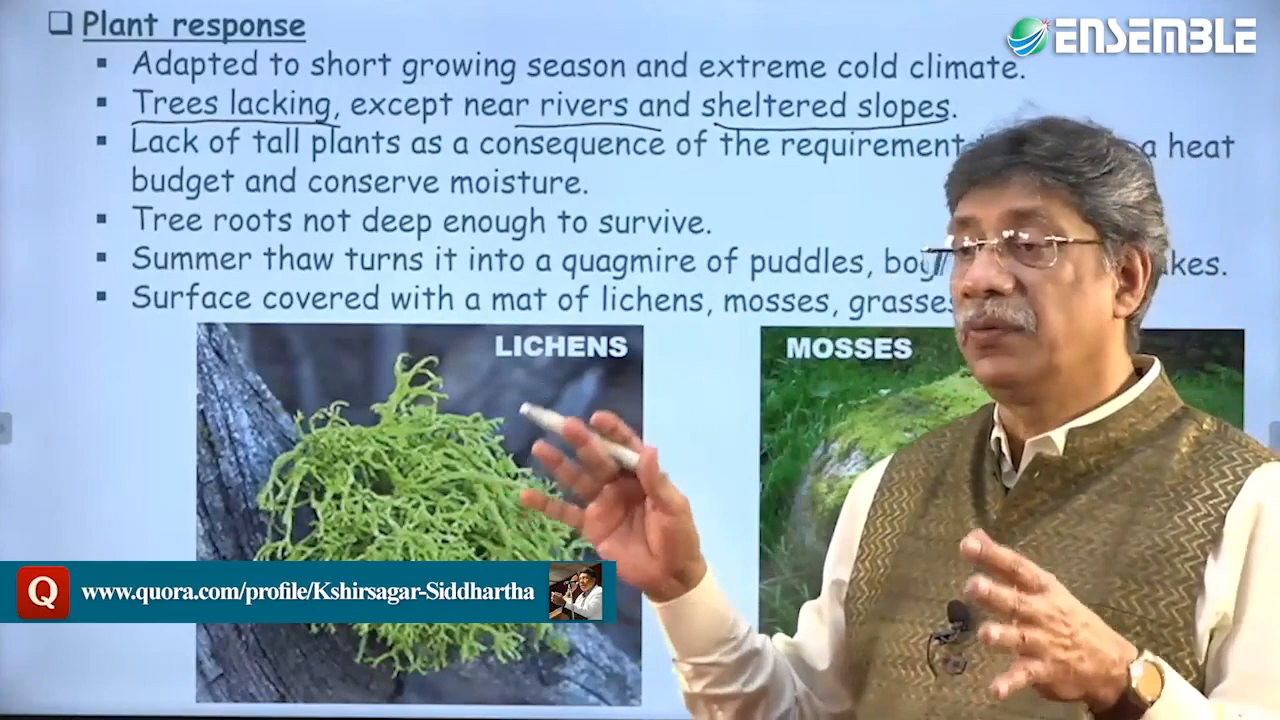 Plant response
ENSEMBLE
Adapted to short growing season and extreme cold climate.
Trees lacking, except near rivers and sheltered slopes.
Lack of tall plants as a consequence of the requirement a heat
budget and conserve moisture.
Tree roots not deep enough to survive.
Summer thaw turns it into a quagmire of puddles,
Surface covered with a mat of lichens, mosses, grasses
LICHENS
MOSSES
Q
www.quora.com/profile/Kshirsagar-Siddhartha